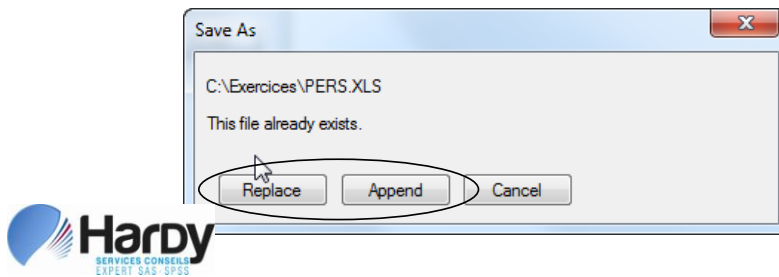 Save As
C:\Exercices\PERS.XLS
This file already exists.
Replace Append Cancel
Hardy
SERVICES CONSEILS
EXPERT SAS-SPSS